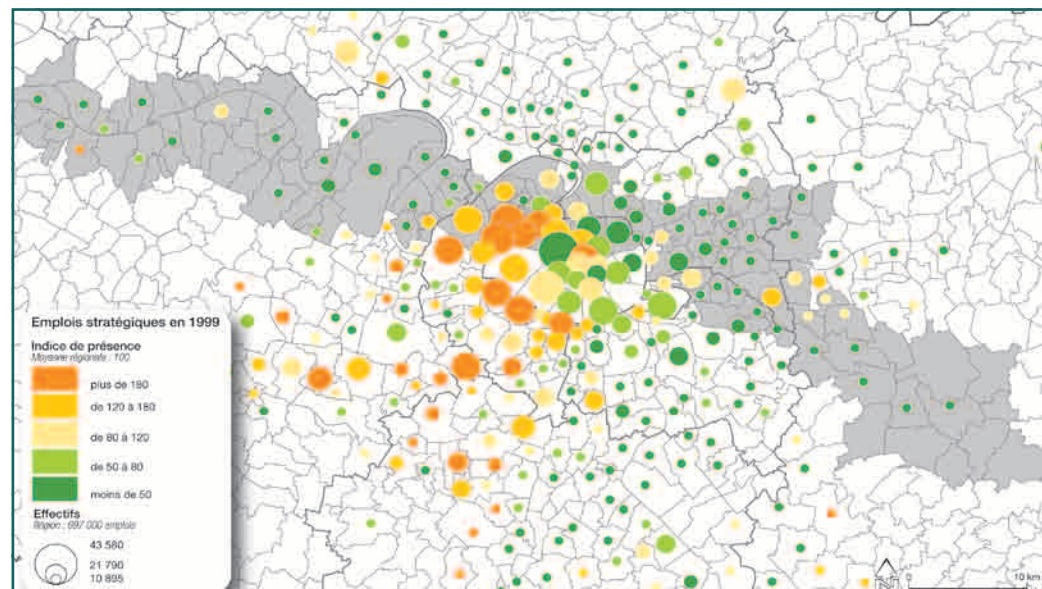 Emplois stratégiques en 1999
Indice de présence
Moyenne régionale : 100
plus de 180
de 120 à 180
de 80 à 120
de 50 à 80
moins de 50
Effectifs
Région : 697 000 emplois
43 580
21 790
10 895
N
0 10 km